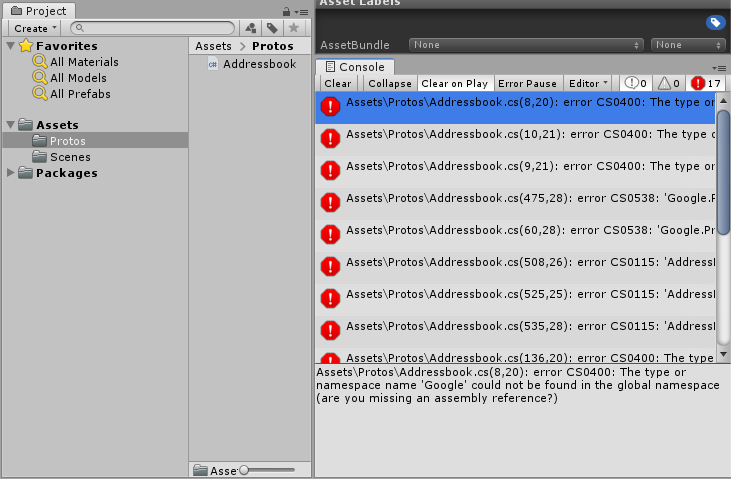 Project
Create
Favorites
All Materials
All Models
All Prefabs
Assets
Protos
Scenes
Packages
Assets > Protos
Addressbook
Asse
Asset Labels
AssetBundle None None
Console
Clear Collapse Clear on Play Error Pause Editor 0 0 17
Assets\Protos\Addressbook.cs(8,20): error CS0400: The type or
Assets\Protos\Addressbook.cs(10,21): error CS0400: The type o
Assets\Protos\Addressbook.cs(9,21): error CS0400: The type or
Assets\Protos\Addressbook.cs(475,28): error CS0538: 'Google.Pr
Assets\Protos\Addressbook.cs(60,28): error CS0538: 'Google.Pro
Assets\Protos\Addressbook.cs(508,26): error CS0115: 'Address
Assets\Protos\Addressbook.cs(525,25): error CS0115: 'Address
Assets\Protos\Addressbook.cs(535,28): error CS0115: 'Address
Assets\Protos\Addressbook.cs(136,20): error CS0400: The type
Assets\Protos\Addressbook.cs(8,20): error CS0400: The type or
namespace name 'Google' could not be found in the global namespace
(are you missing an assembly reference?)